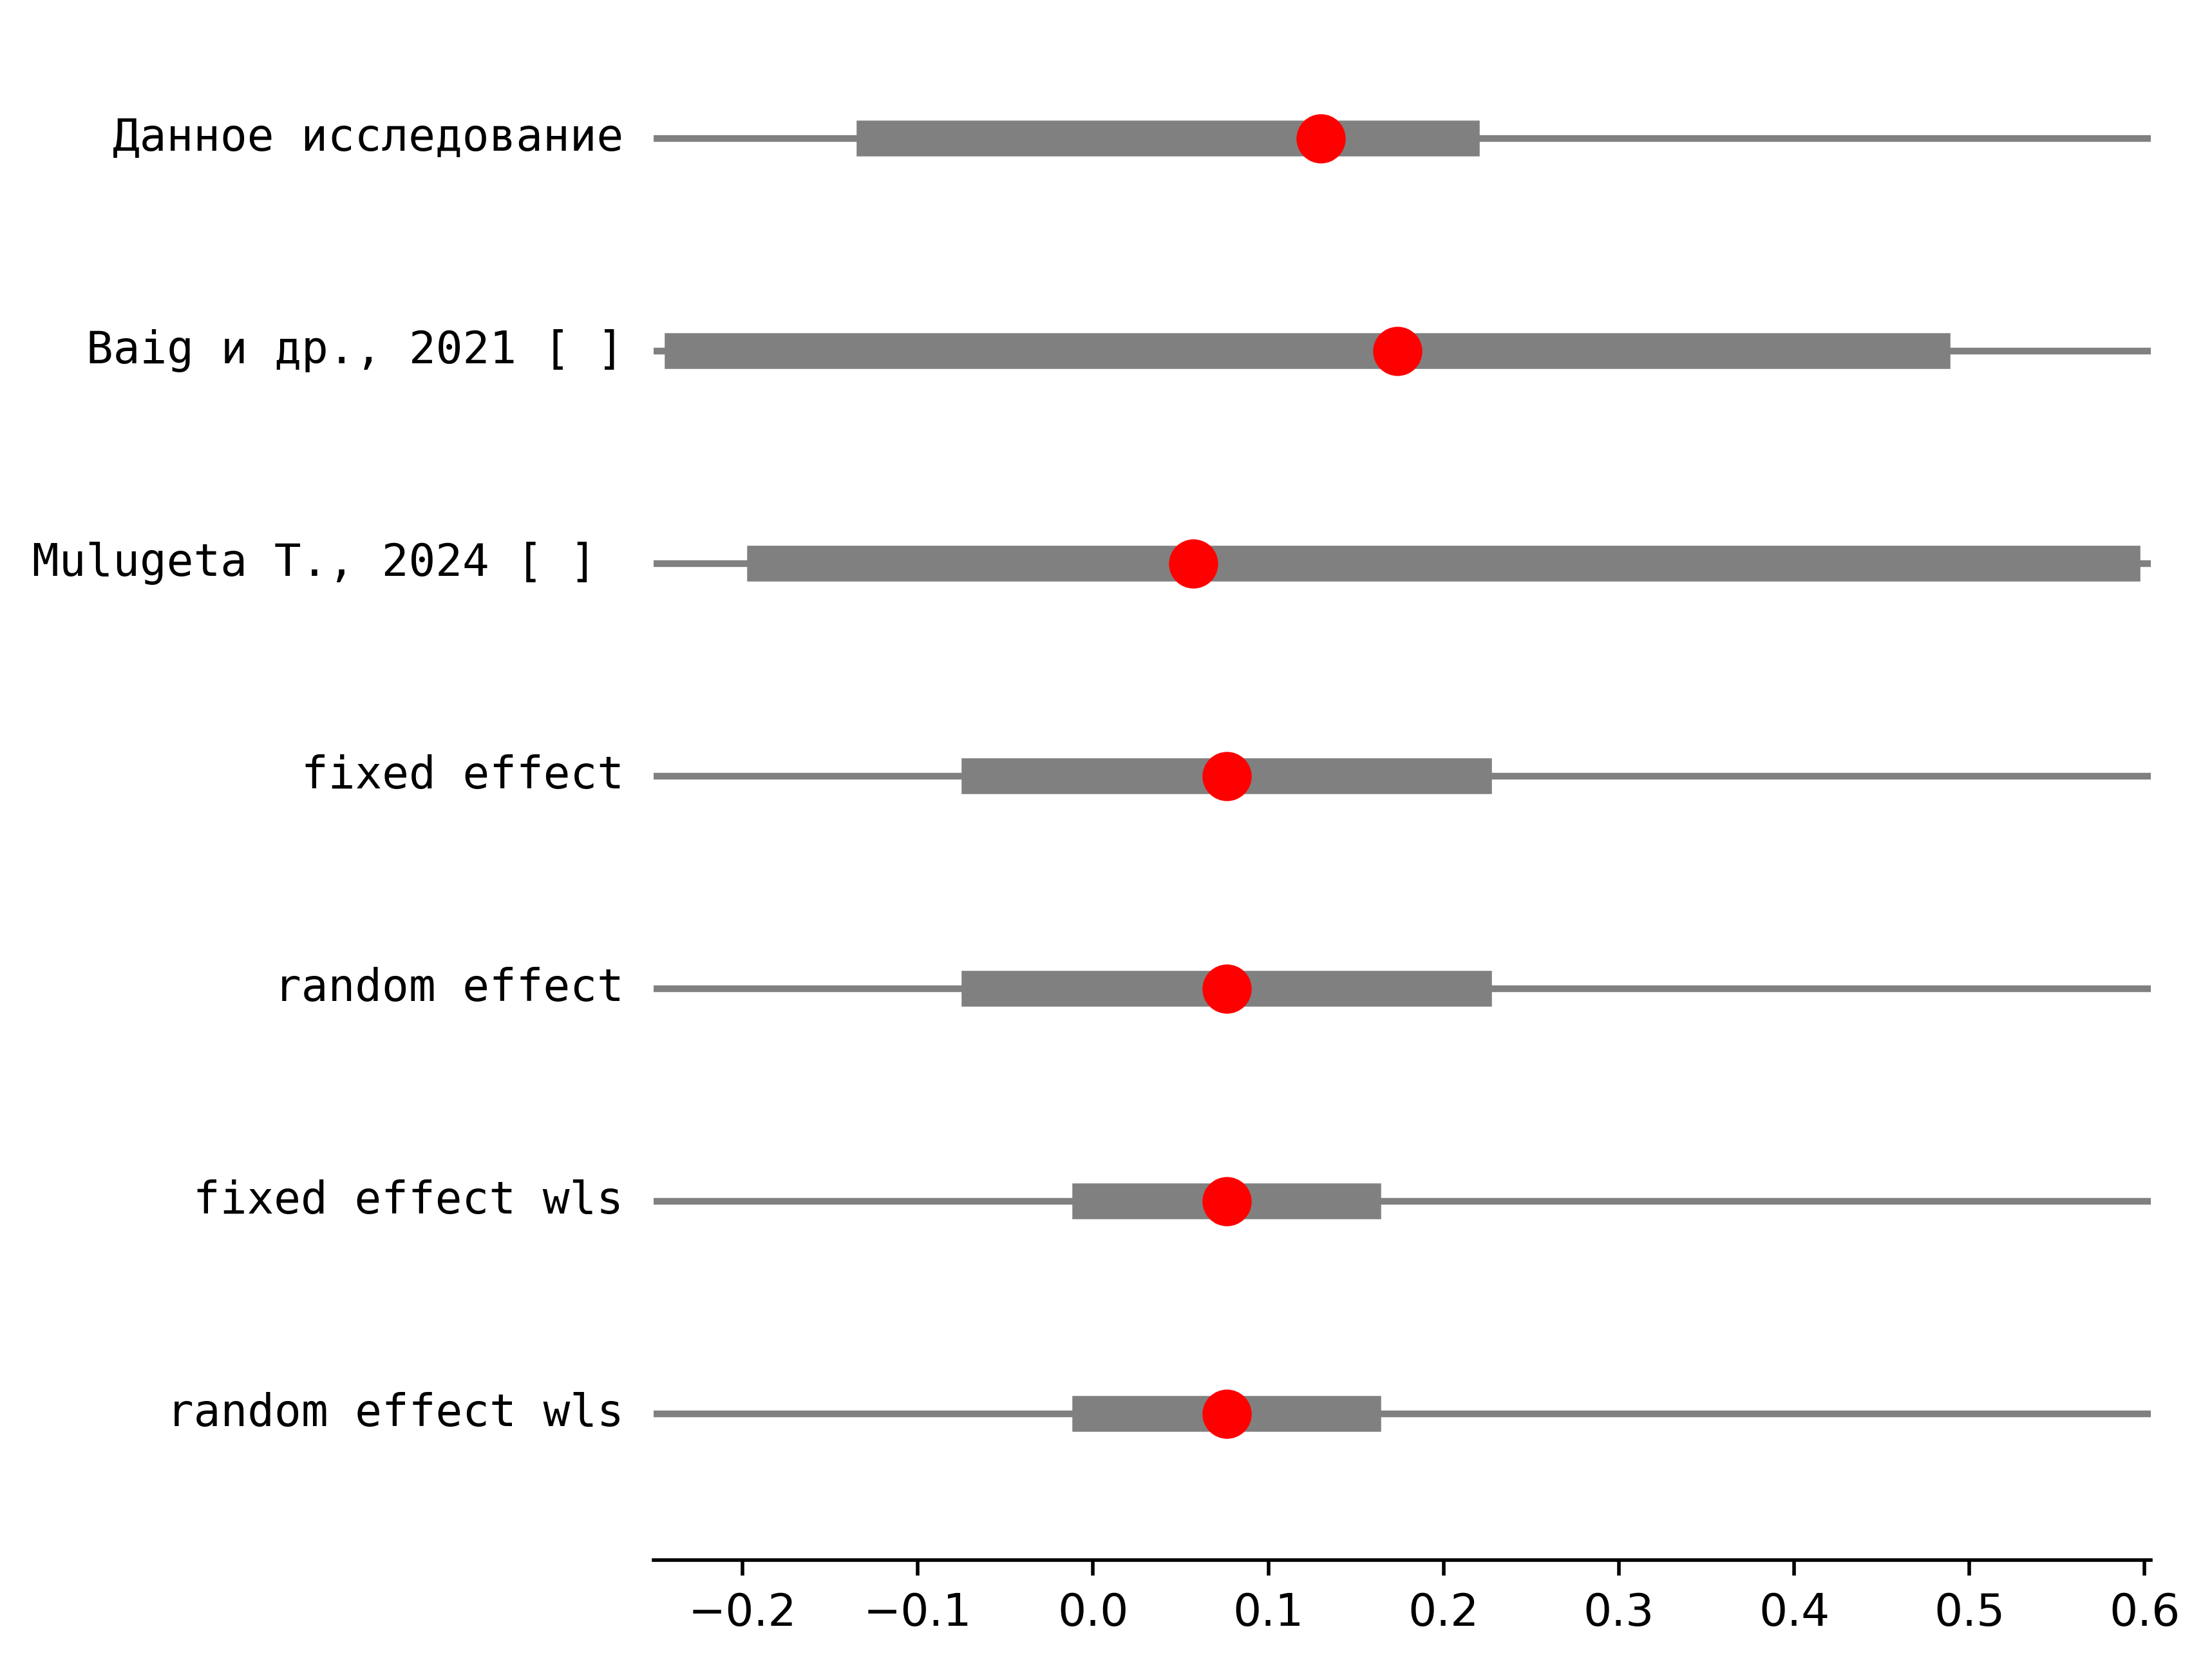 Данное исследование
Baig и др., 2021 [ ]
Mulugeta T., 2024 [ ]
fixed effect
random effect
fixed effect wls
random effect wls
−0.2 −0.1 0.0 0.1 0.2 0.3 0.4 0.5 0.6